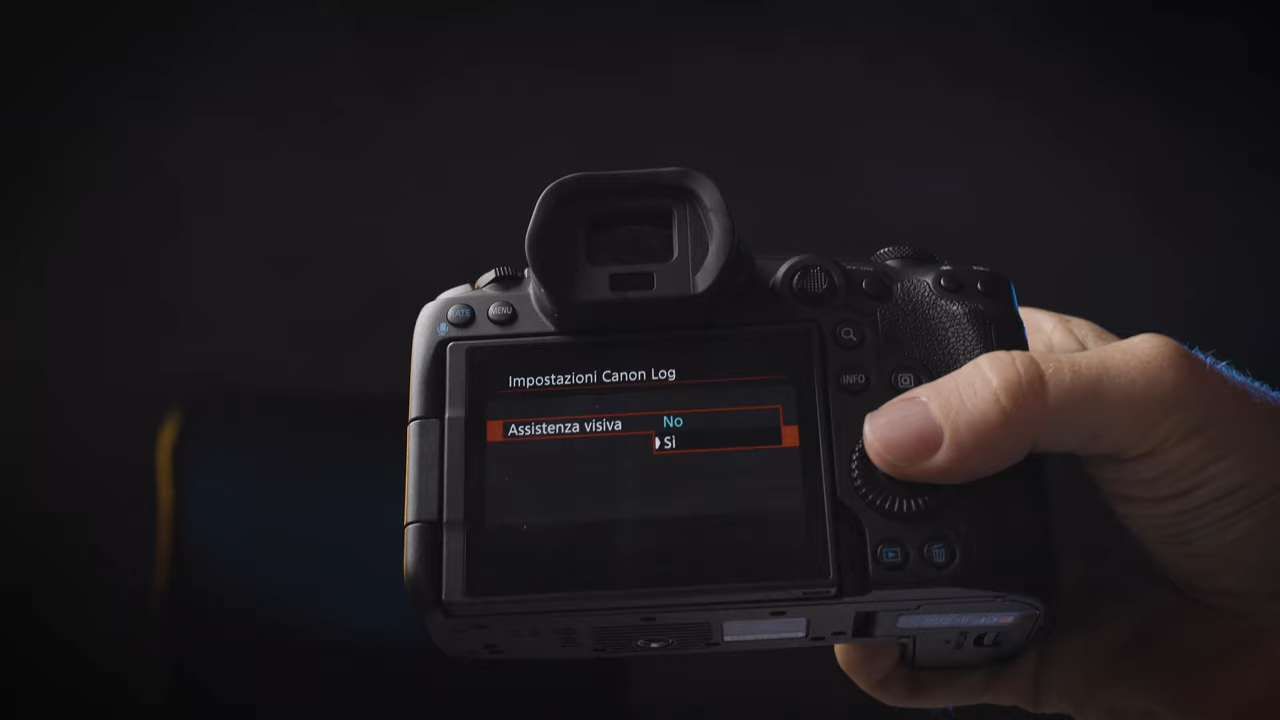 RATE
MENU
INFO
Impostazioni Canon Log
Assistenza visiva
No
Sì